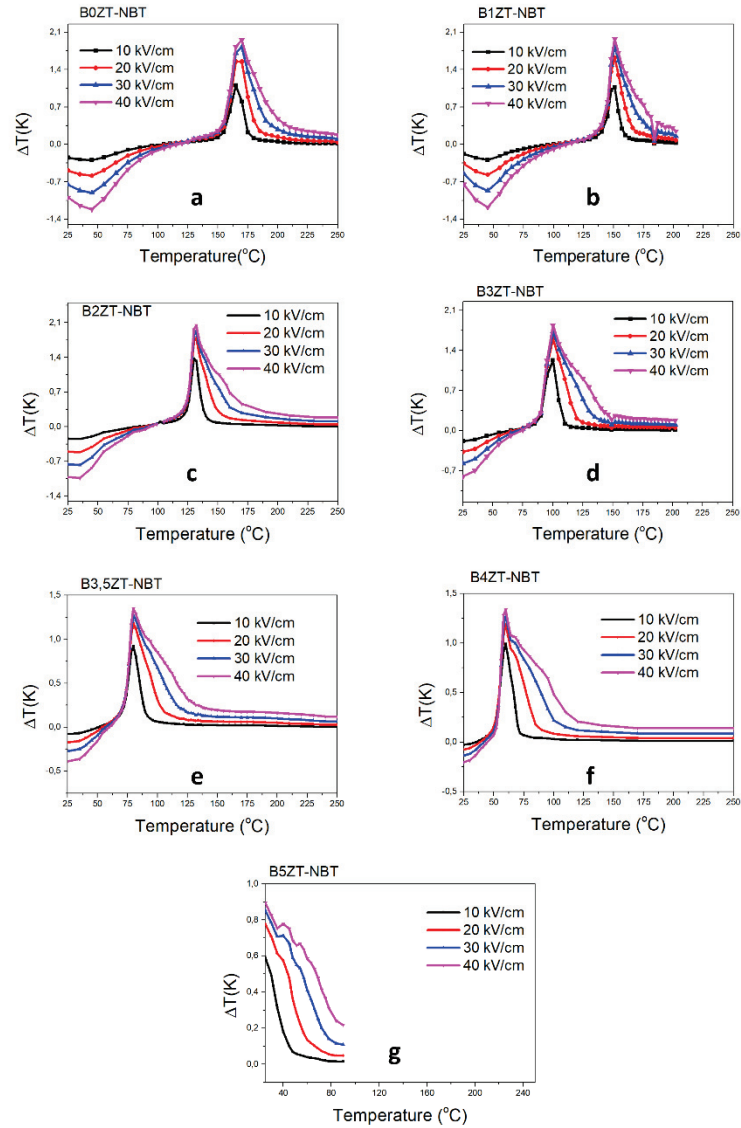 B0ZT-NBT
10 kV/cm
20 kV/cm
30 kV/cm
40 kV/cm
2,1
1,4
0,7
0,0
-0,7
-1,4
ΔT(K)
a
25 50 75 100 125 150 175 200 225 250
Temperature(°C)
B1ZT-NBT
10 kV/cm
20 kV/cm
30 kV/cm
40 kV/cm
2,1
1,4
0,7
0,0
-0,7
-1,4
ΔT(K)
b
25 50 75 100 125 150 175 200 225 250
Temperature (°C)
B2ZT-NBT
10 kV/cm
20 kV/cm
30 kV/cm
40 kV/cm
2,1
1,4
0,7
0,0
-0,7
-1,4
ΔT(K)
c
25 50 75 100 125 150 175 200 225 250
Temperature (°C)
B3ZT-NBT
10 kV/cm
20 kV/cm
30 kV/cm
40 kV/cm
2,1
1,4
0,7
0,0
-0,7
ΔT(K)
d
25 50 75 100 125 150 175 200 225 250
Temperature (°C)
B3,5ZT-NBT
10 kV/cm
20 kV/cm
30 kV/cm
40 kV/cm
1,5
1,0
0,5
0,0
-0,5
ΔT(K)
e
25 50 75 100 125 150 175 200 225 250
Temperature (°C)
B4ZT-NBT
10 kV/cm
20 kV/cm
30 kV/cm
40 kV/cm
1,5
1,0
0,5
0,0
-0,5
ΔT(K)
f
25 50 75 100 125 150 175 200 225 250
Temperature (°C)
B5ZT-NBT
10 kV/cm
20 kV/cm
30 kV/cm
40 kV/cm
1,0
0,8
0,6
0,4
0,2
0,0
ΔT(K)
g
40 80 120 160 200 240
Temperature (°C)